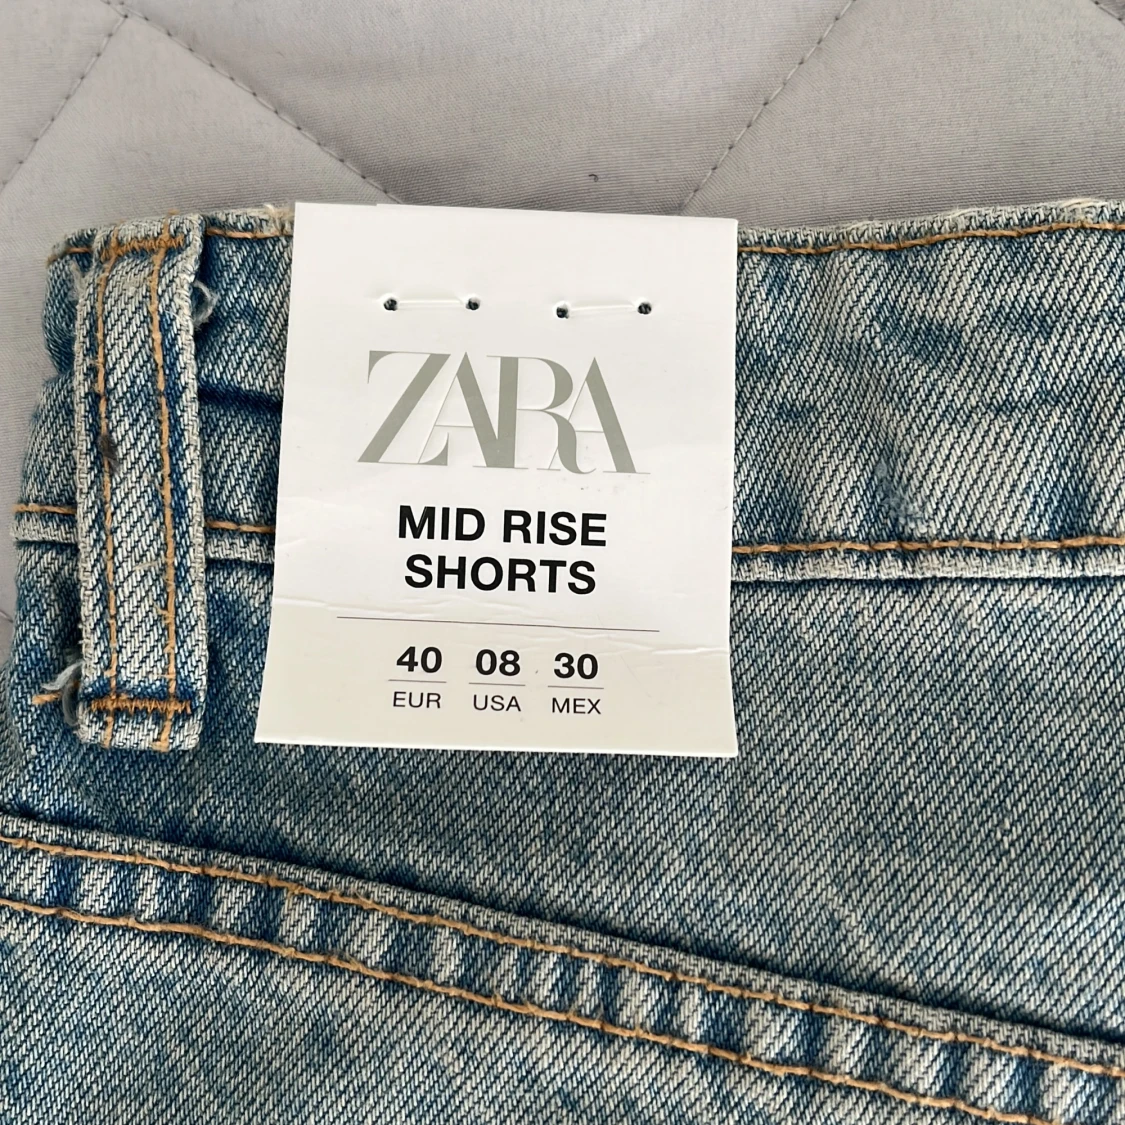 ZARA
MID RISE
SHORTS
40 08 30
EUR USA MEX